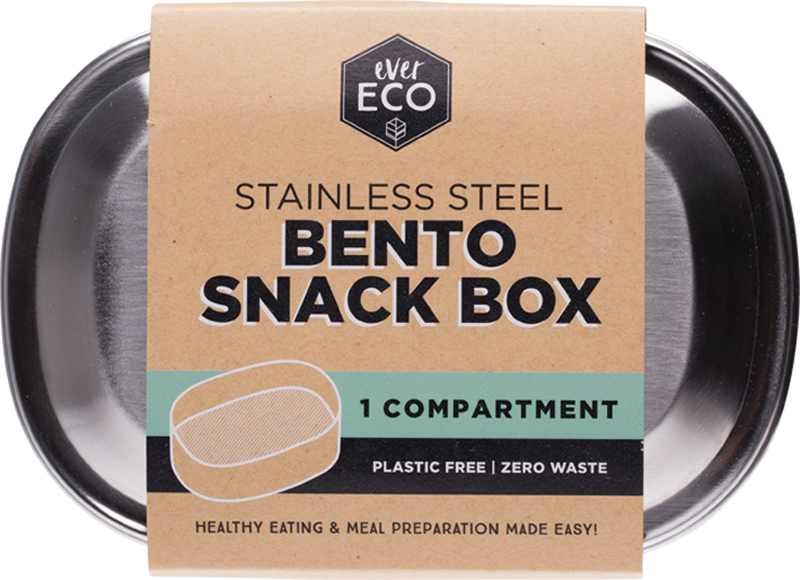 ever
ECO
STAINLESS STEEL
BENTO
SNACK BOX
1 COMPARTMENT
PLASTIC FREE | ZERO WASTE
HEALTHY EATING & MEAL PREPARATION MADE EASY!